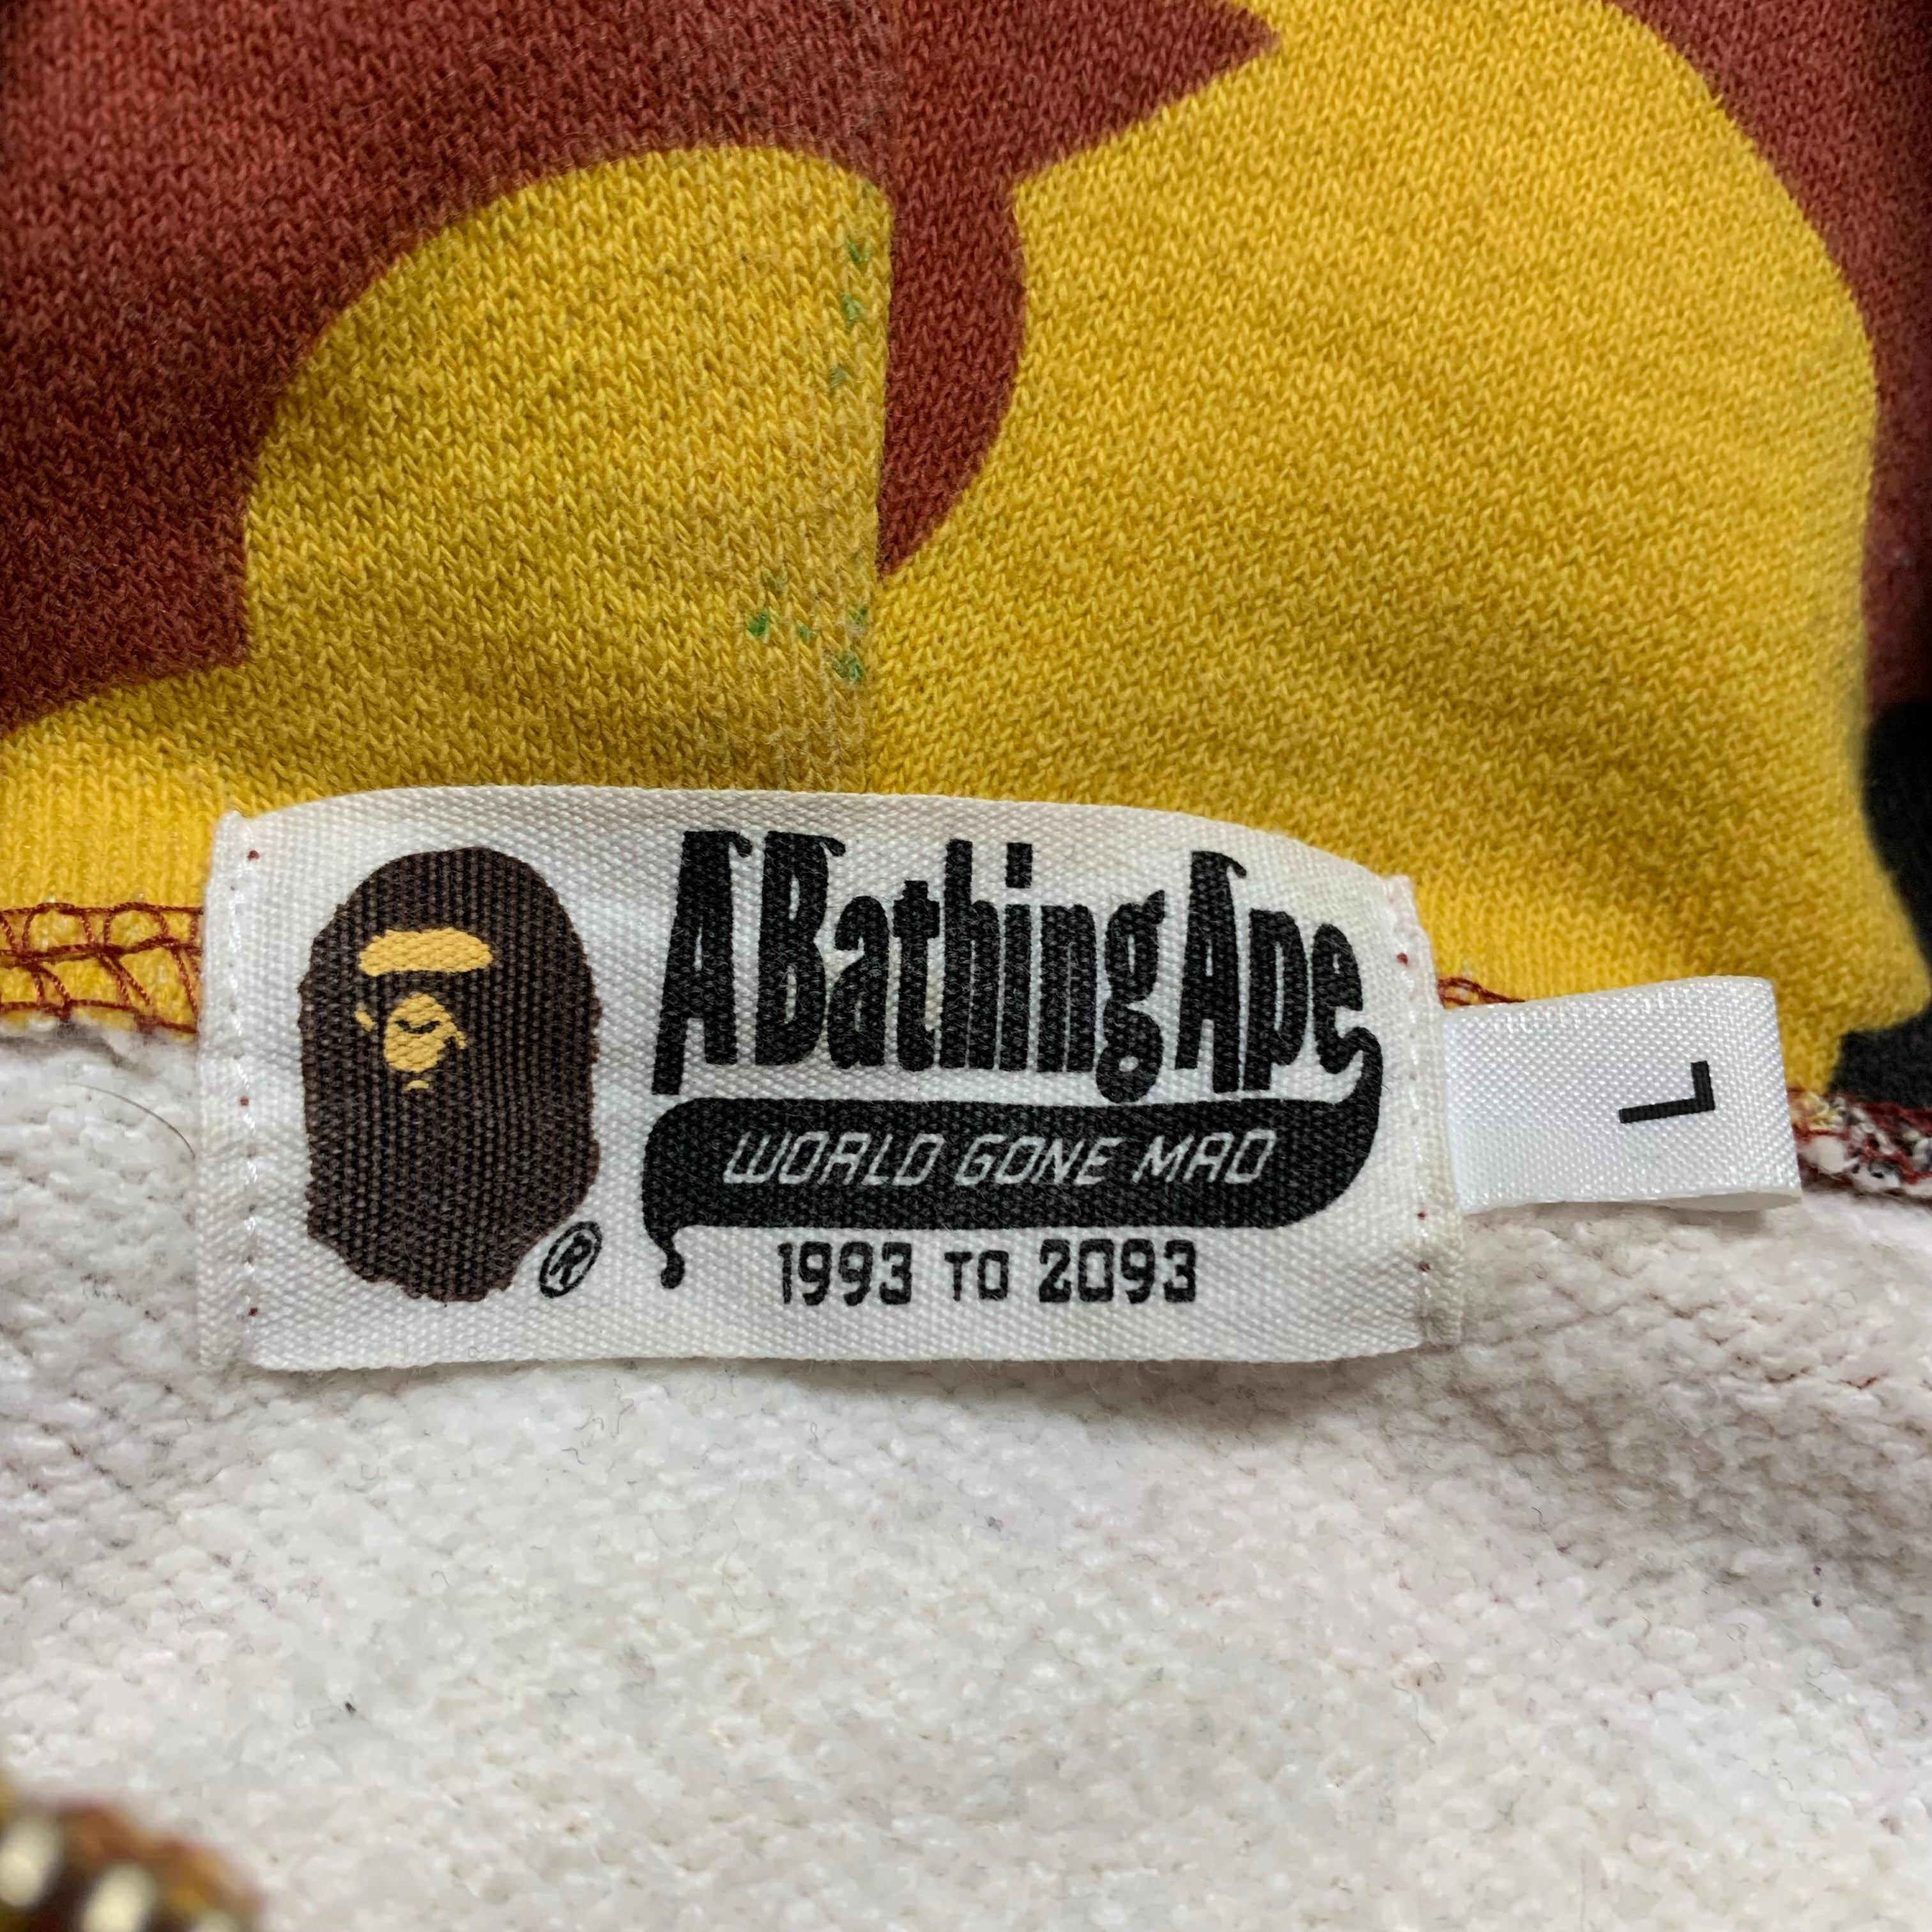 A Bathing Ape
WORLD GONE MAD
1993 TO 2093
®
L